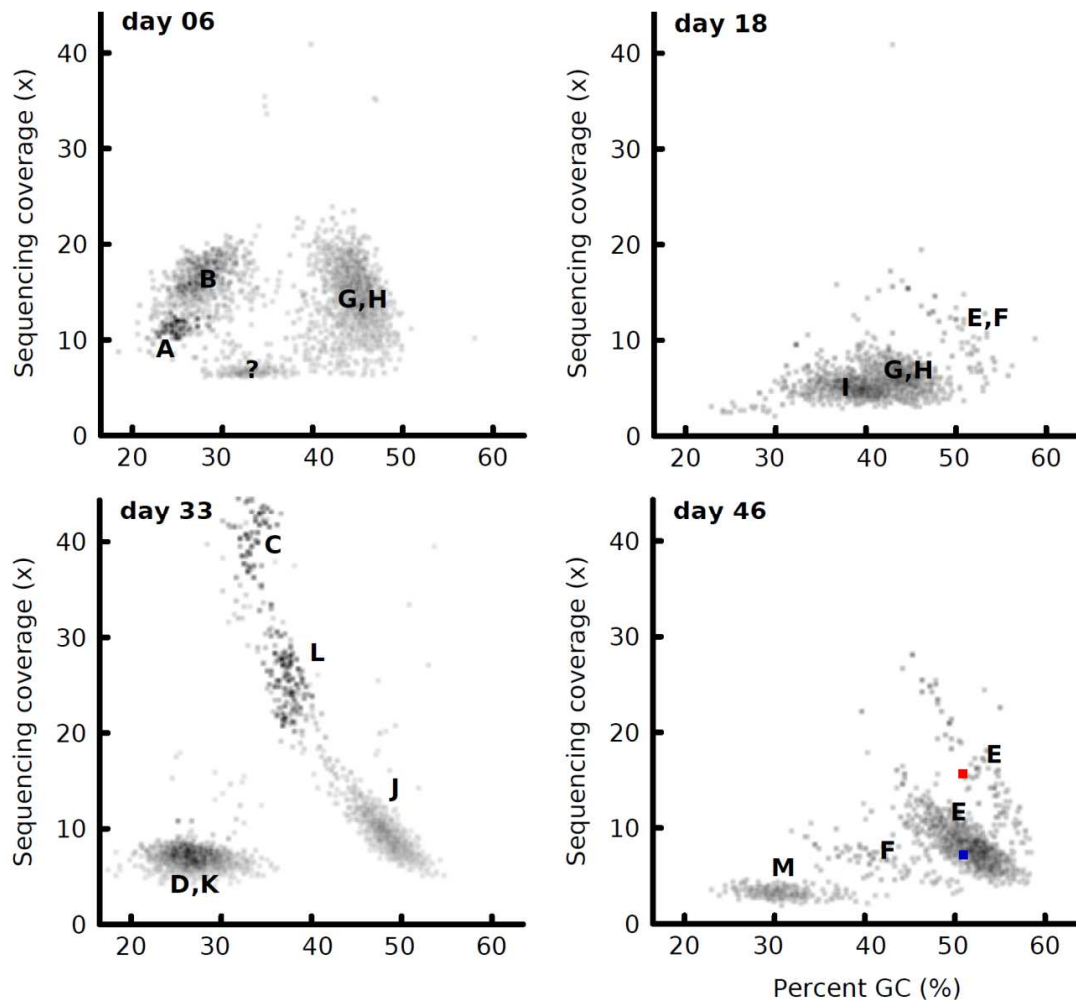 day 06
Sequencing coverage (x)
40
30
20
10
0
B
A
?
G,H
20 30 40 50 60
day 18
Sequencing coverage (x)
40
30
20
10
0
E,F
G,H
I
20 30 40 50 60
day 33
Sequencing coverage (x)
40
30
20
10
0
C
L
J
D,K
20 30 40 50 60
day 46
Sequencing coverage (x)
40
30
20
10
0
E
E
F
M
20 30 40 50 60
Percent GC (%)